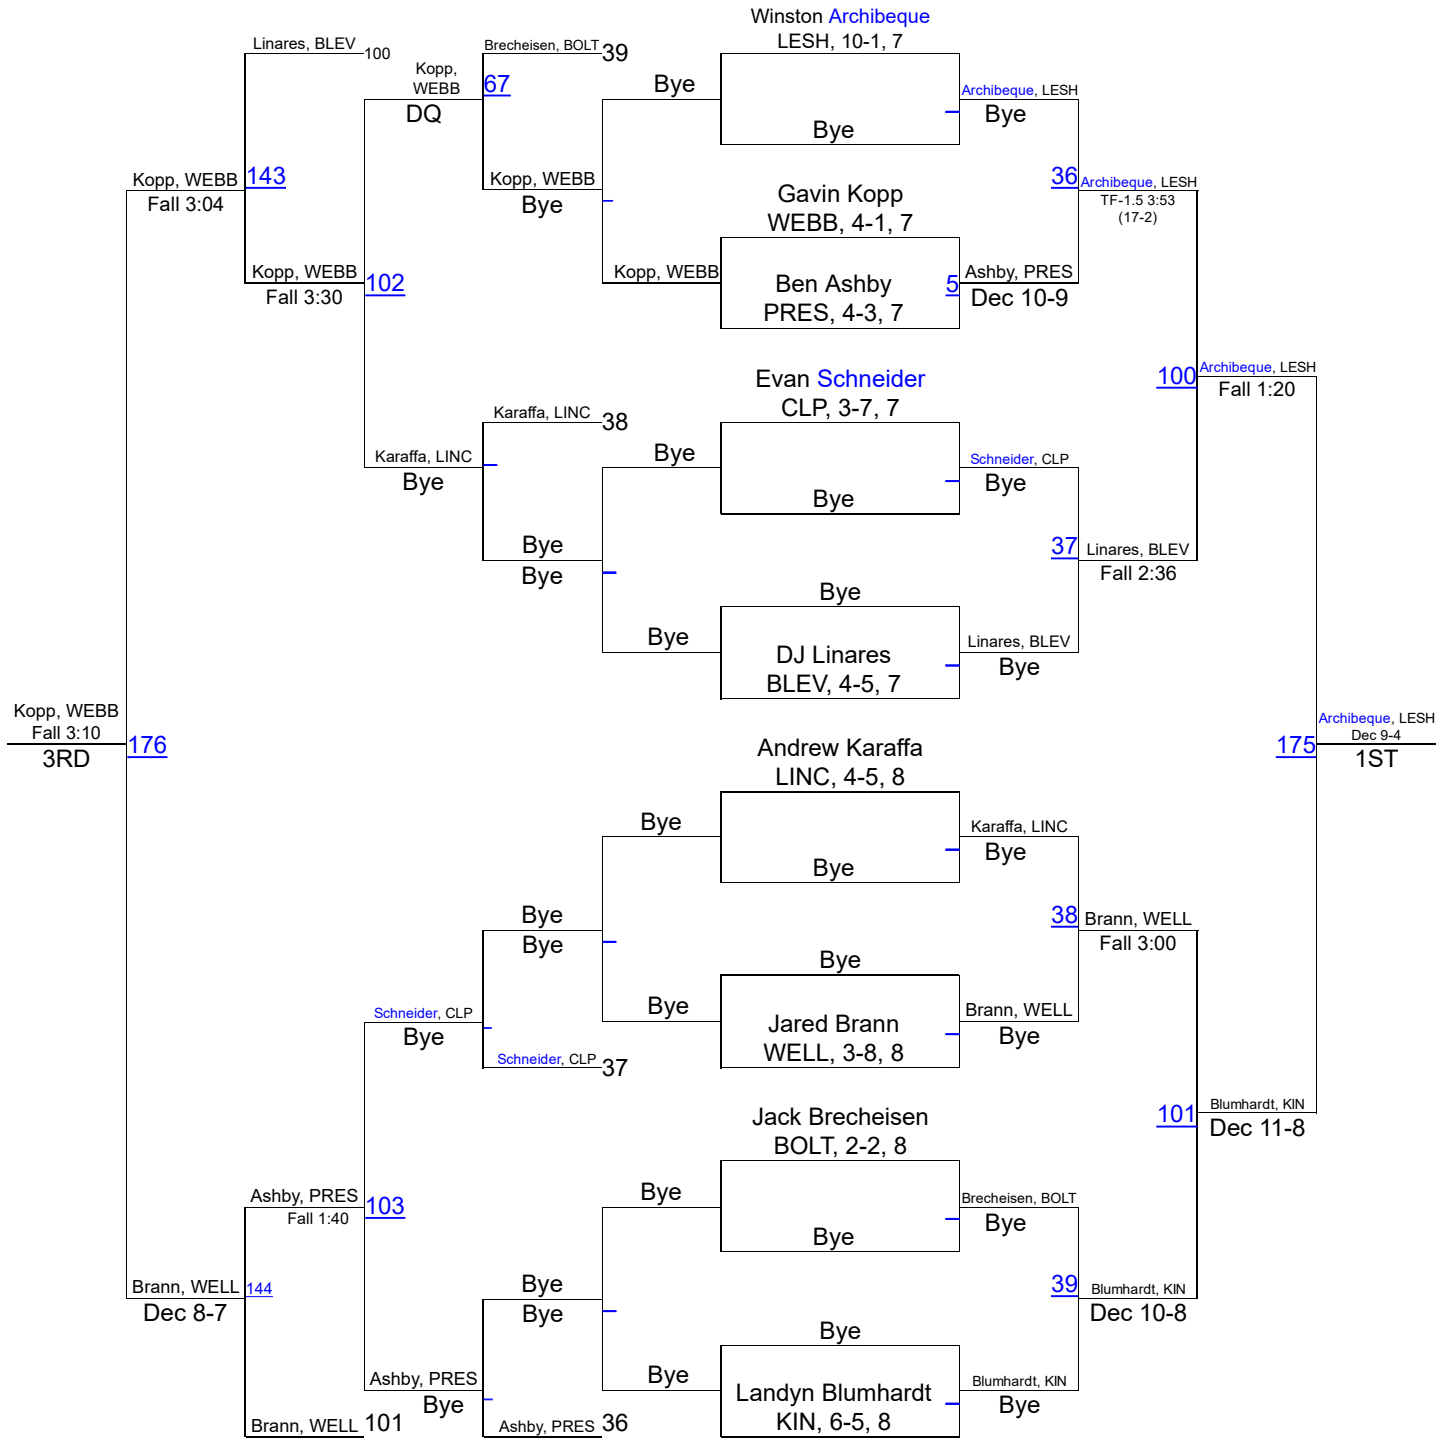 Winston Archibeque
LESH, 10-1, 7
Linares, BLEV 100
Brecheisen, BOLT 39
Kopp,
WEBB
DQ
67
Bye
Archibeque, LESH
Bye
Bye
Kopp, WEBB
Fall 3:04
143
Kopp, WEBB
Bye
Gavin Kopp
WEBB, 4-1, 7
36
Archibeque, LESH
TF-1.5 3:53
(17-2)
Kopp, WEBB
Fall 3:30
102
Kopp, WEBB
Ben Ashby
PRES, 4-3, 7
5
Ashby, PRES
Dec 10-9
Evan Schneider
CLP, 3-7, 7
100
Archibeque, LESH
Fall 1:20
Karaffa, LINC 38
Karaffa, LINC
Bye
Bye
Bye
Schneider, CLP
Bye
Bye
Bye
37
Linares, BLEV
Fall 2:36
Bye
Bye
DJ Linares
BLEV, 4-5, 7
Linares, BLEV
Bye
Kopp, WEBB
Fall 3:10
3RD
176
Andrew Karaffa
LINC, 4-5, 8
175
Archibeque, LESH
Dec 9-4
1ST
Bye
Bye
Karaffa, LINC
Bye
Bye
Bye
38
Brann, WELL
Fall 3:00
Bye
Bye
Jared Brann
WELL, 3-8, 8
Brann, WELL
Bye
Schneider, CLP
Bye
Schneider, CLP 37
Jack Brecheisen
BOLT, 2-2, 8
101
Blumhardt, KIN
Dec 11-8
Ashby, PRES
Fall 1:40
103
Bye
Bye
Brecheisen, BOLT
Bye
Brann, WELL
Dec 8-7
144
Bye
Bye
39
Blumhardt, KIN
Dec 10-8
Bye
Bye
Landyn Blumhardt
KIN, 6-5, 8
Blumhardt, KIN
Bye
Ashby, PRES
Bye
Brann, WELL 101
Ashby, PRES 36